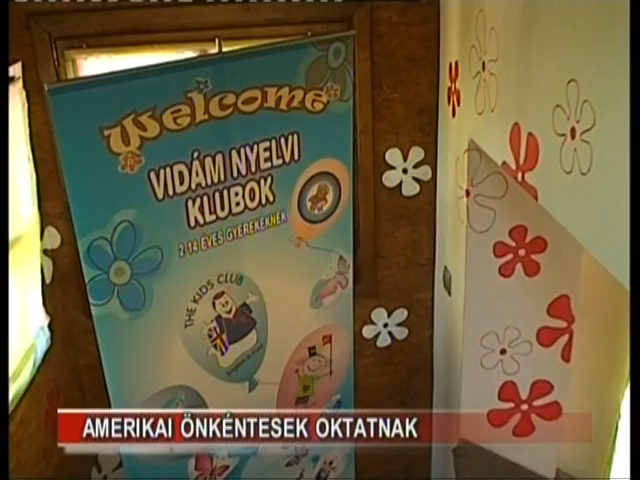 Welcome
VIDÁM NYELVI
KLUBOK
2-14 ÉVES GYEREKEKNEK
THE KIDS CLUB
AMERIKAI ÖNKÉNTESEK OKTATNAK